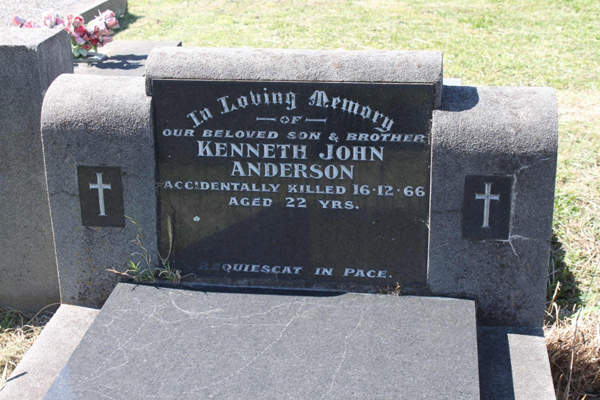 In Loving Memory
OF
OUR BELOVED SON & BROTHER
KENNETH JOHN
ANDERSON
ACCIDENTALLY KILLED 16·12·66
AGED 22 YRS.
REQUIESCAT IN PACE.